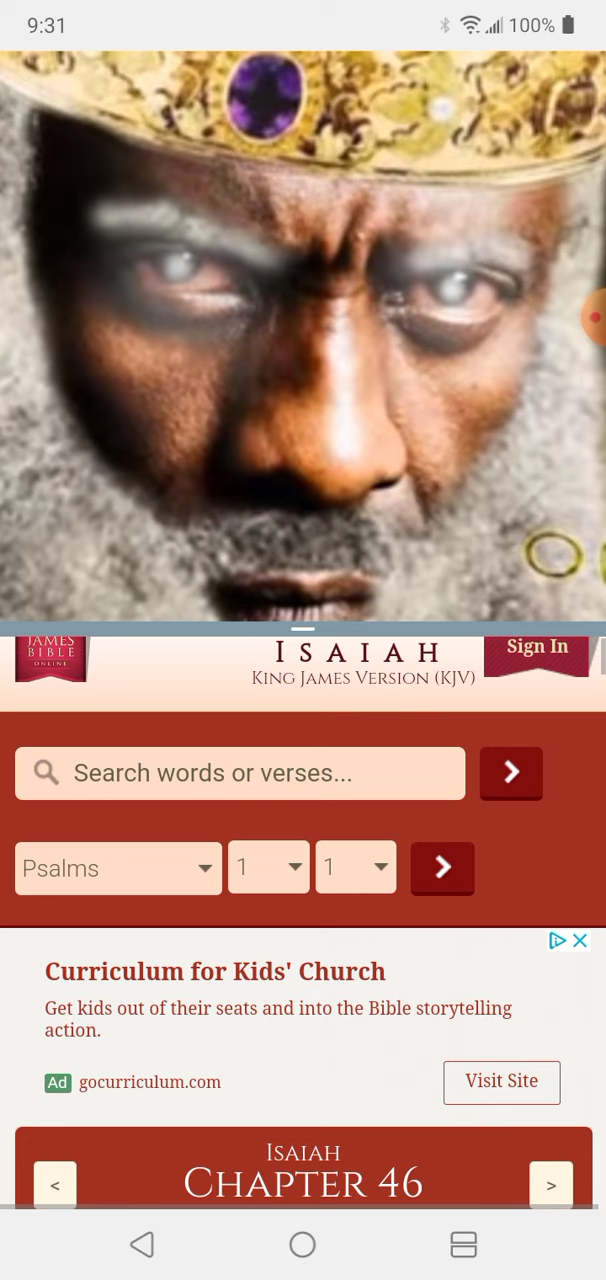 9:31 100%
JAMES
BIBLE
ONLINE
ISAIAH
KING JAMES VERSION (KJV)
Sign In
Search words or verses...
Psalms 1 1
Curriculum for Kids' Church
Get kids out of their seats and into the Bible storytelling
action.
Ad gocurriculum.com
Visit Site
ISAIAH
< CHAPTER 46 >